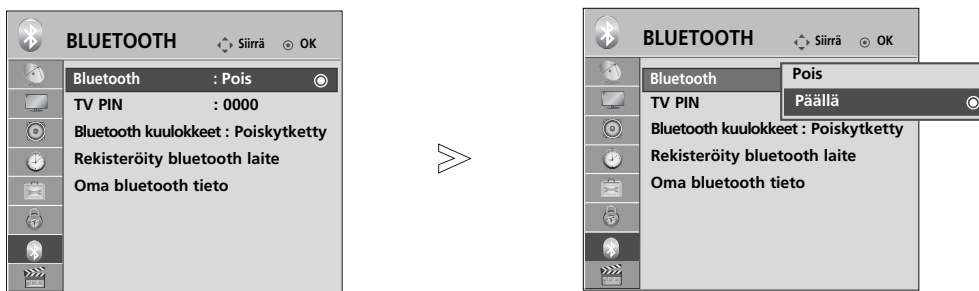 BLUETOOTH Siirrä OK
Bluetooth : Pois
TV PIN : 0000
Bluetooth kuulokkeet : Poiskytketty
Rekisteröity bluetooth laite
Oma bluetooth tieto
BLUETOOTH Siirrä OK
Bluetooth
Pois
Päällä
TV PIN
Bluetooth kuulokkeet : Poiskytketty
Rekisteröity bluetooth laite
Oma bluetooth tieto